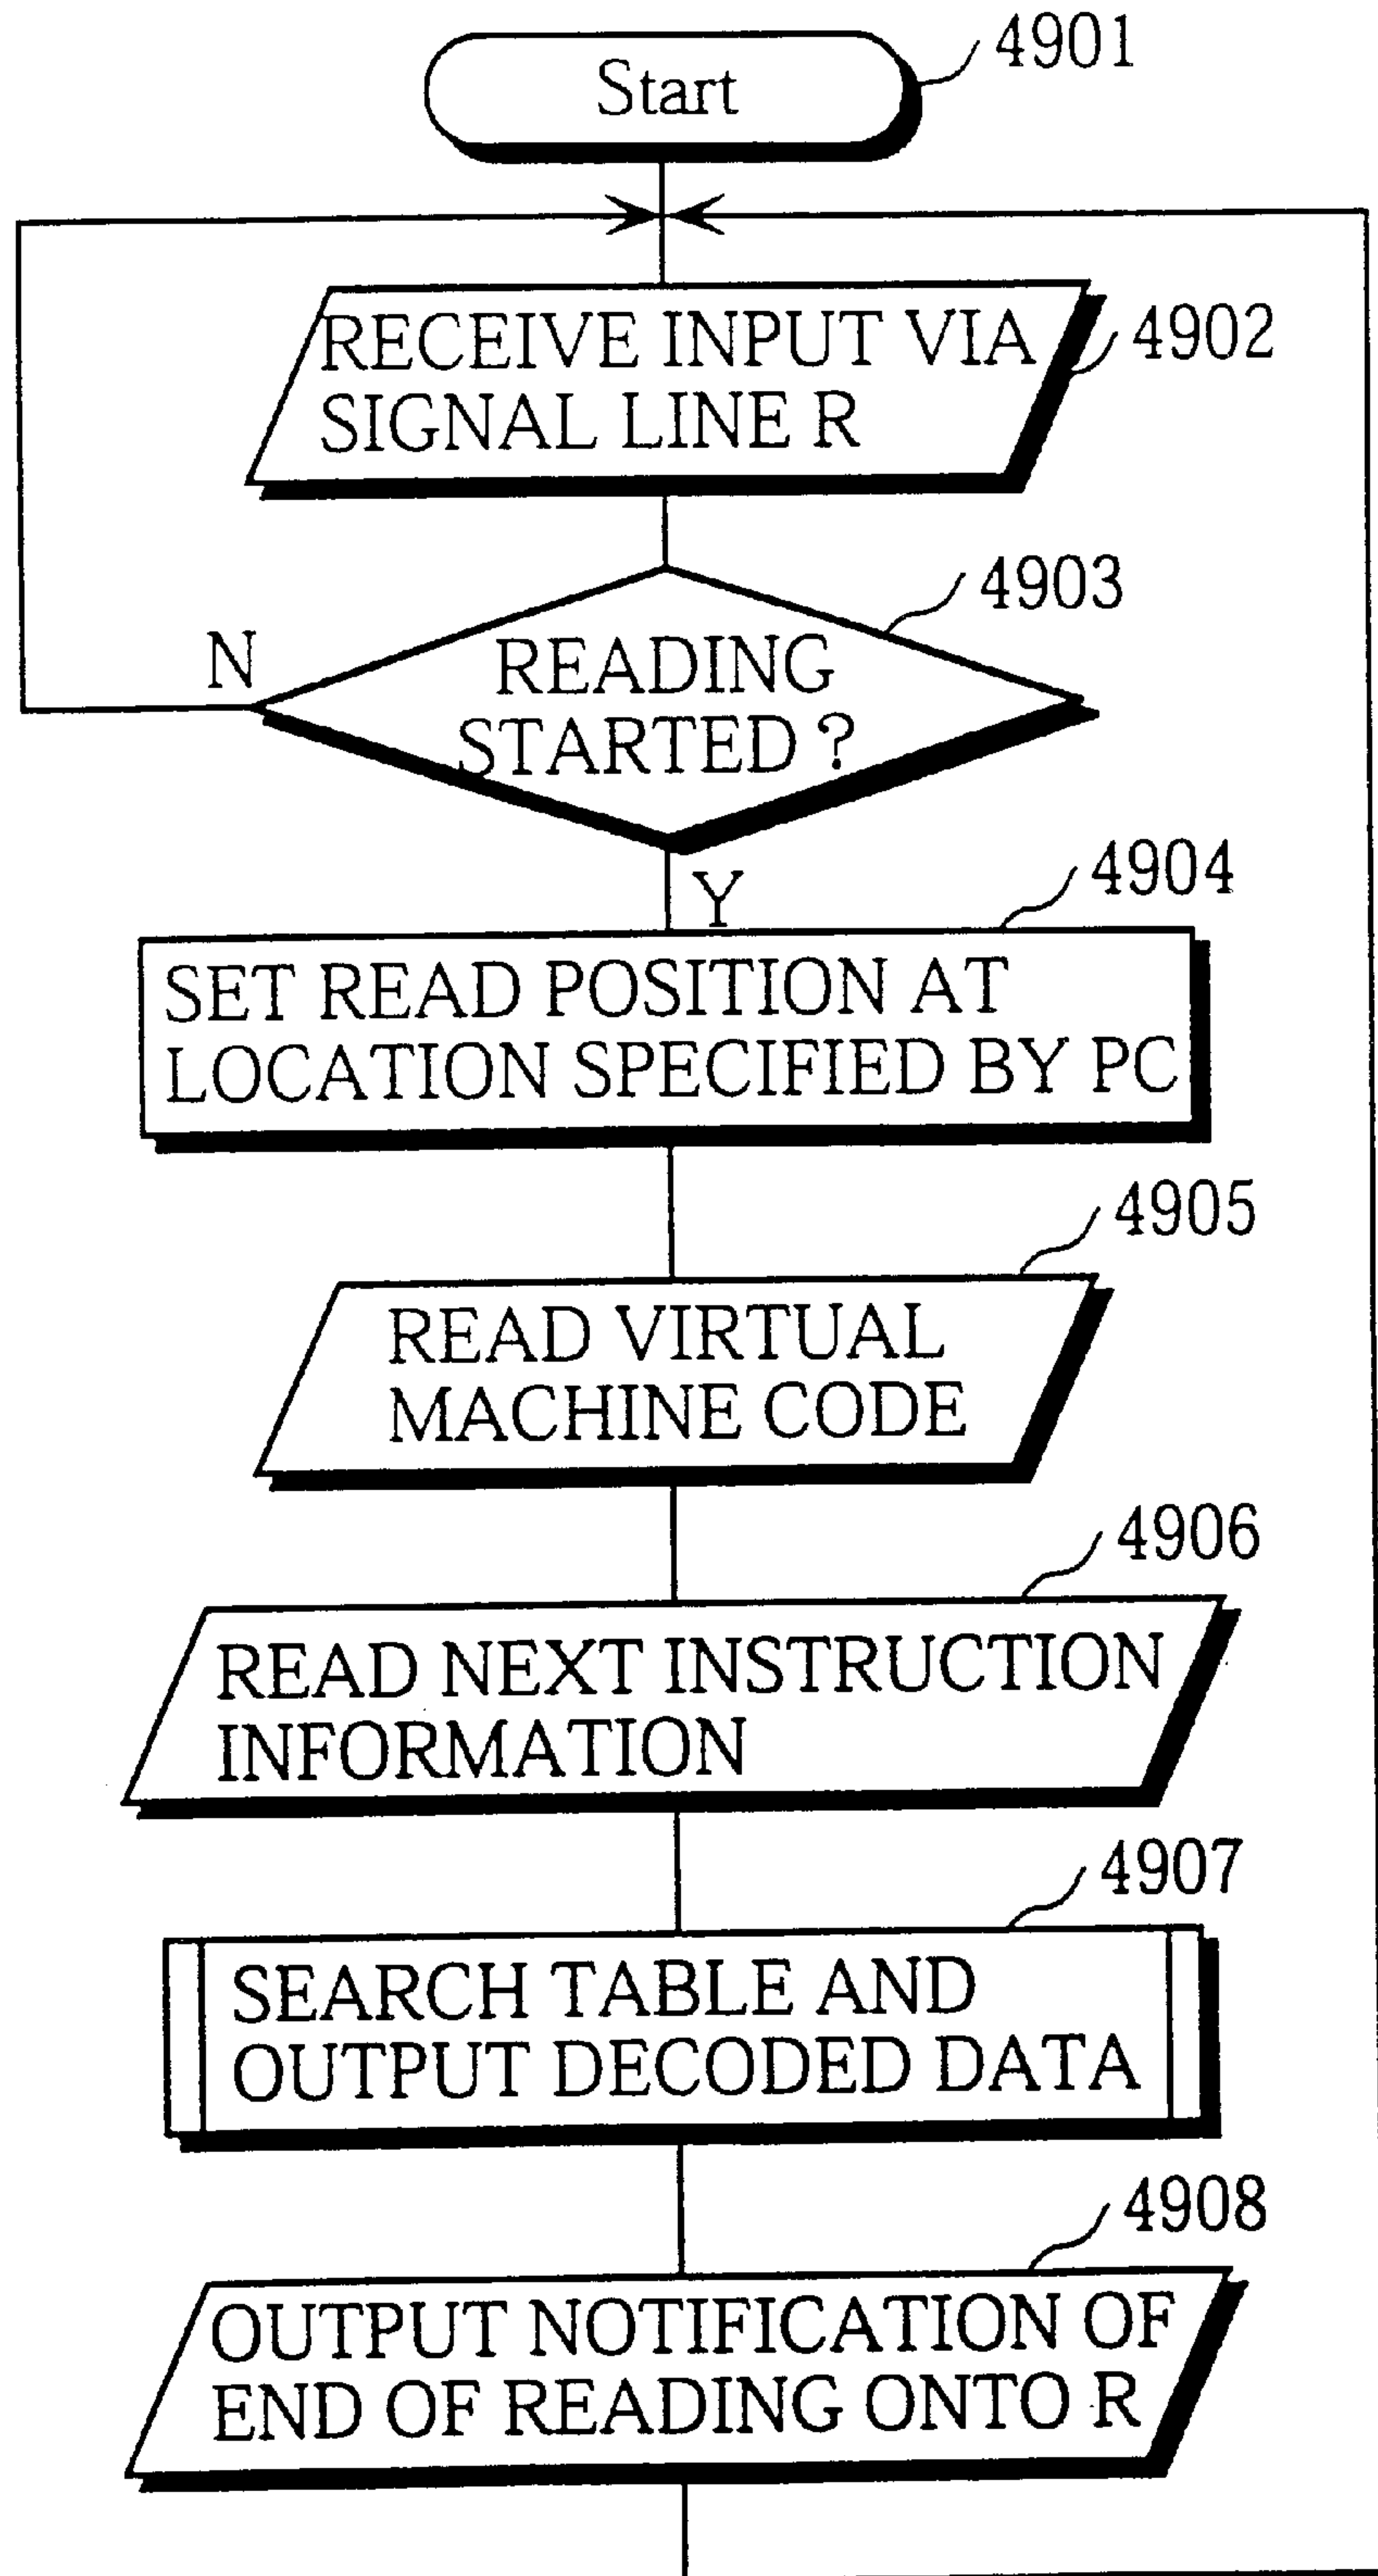 Start
4901
RECEIVE INPUT VIA
SIGNAL LINE R
4902
4903
N
READING
STARTED ?
Y
4904
SET READ POSITION AT
LOCATION SPECIFIED BY PC
4905
READ VIRTUAL
MACHINE CODE
4906
READ NEXT INSTRUCTION
INFORMATION
4907
SEARCH TABLE AND
OUTPUT DECODED DATA
4908
OUTPUT NOTIFICATION OF
END OF READING ONTO R